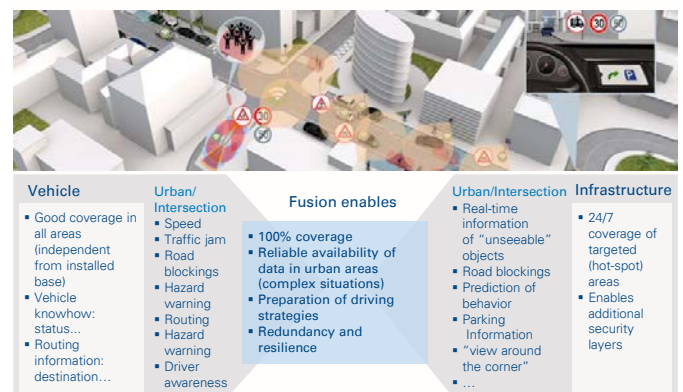 30
50
30
50
P
Vehicle
▪ Good coverage in
all areas
(independent
from installed
base)
▪ Vehicle
knowhow:
status...
▪ Routing
information:
destination…
Urban/
Intersection
▪ Speed
▪ Traffic jam
▪ Road
blockings
▪ Hazard
warning
▪ Routing
▪ Hazard
warning
▪ Driver
awareness
Fusion enables
▪ 100% coverage
▪ Reliable availability of
data in urban areas
(complex situations)
▪ Preparation of driving
strategies
▪ Redundancy and
resilience
Urban/Intersection
▪ Real-time
information
of “unseeable”
objects
▪ Road blockings
▪ Prediction of
behavior
▪ Parking
Information
▪ “view around
the corner”
▪ …
Infrastructure
▪ 24/7
coverage of
targeted
(hot-spot)
areas
▪ Enables
additional
security
layers